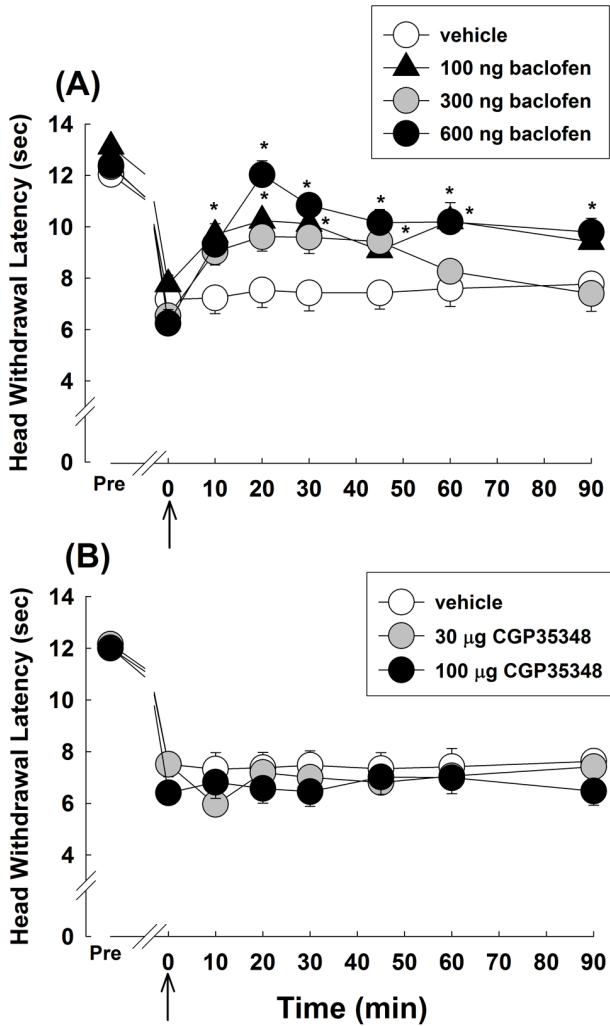 vehicle
100 ng baclofen
300 ng baclofen
600 ng baclofen
(A)
Head Withdrawal Latency (sec)
14
12
10
8
6
4
0
* * * * * * * * * *
Pre 0 10 20 30 40 50 60 70 80 90
(B)
vehicle
30 μg CGP35348
100 μg CGP35348
Head Withdrawal Latency (sec)
14
12
10
8
6
4
0
Pre 0 10 20 30 40 50 60 70 80 90
Time (min)